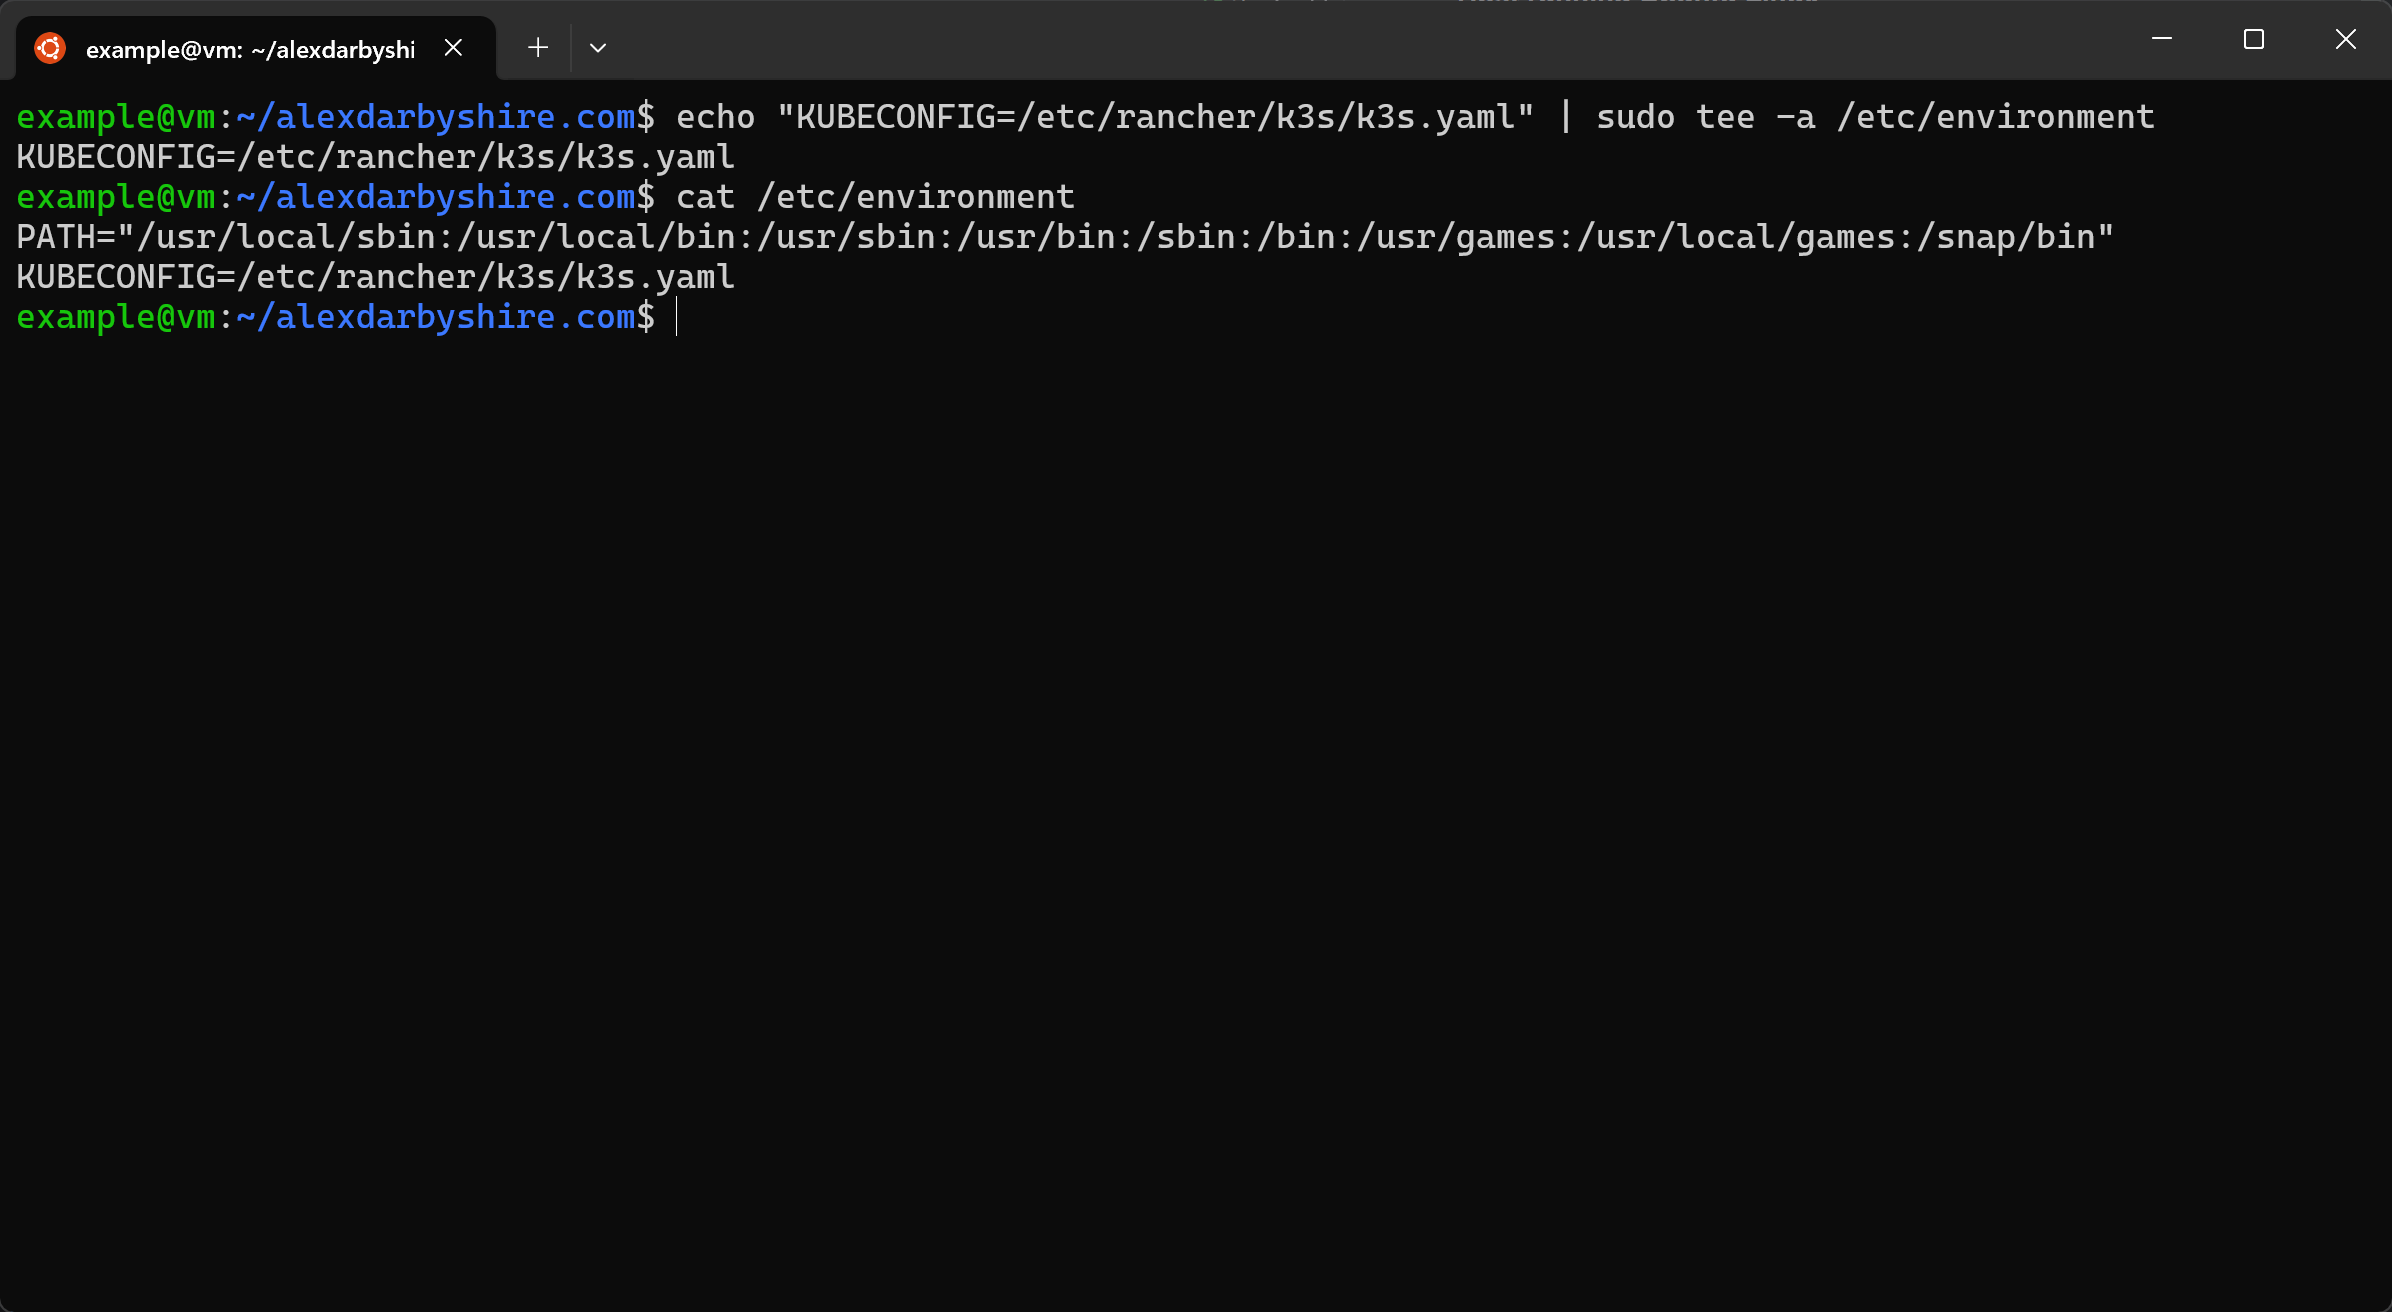 example@vm: ~/alexdarbyshi
example@vm:~/alexdarbyshire.com$ echo "KUBECONFIG=/etc/rancher/k3s/k3s.yaml" | sudo tee -a /etc/environment
KUBECONFIG=/etc/rancher/k3s/k3s.yaml
example@vm:~/alexdarbyshire.com$ cat /etc/environment
PATH="/usr/local/sbin:/usr/local/bin:/usr/sbin:/usr/bin:/sbin:/bin:/usr/games:/usr/local/games:/snap/bin"
KUBECONFIG=/etc/rancher/k3s/k3s.yaml
example@vm:~/alexdarbyshire.com$